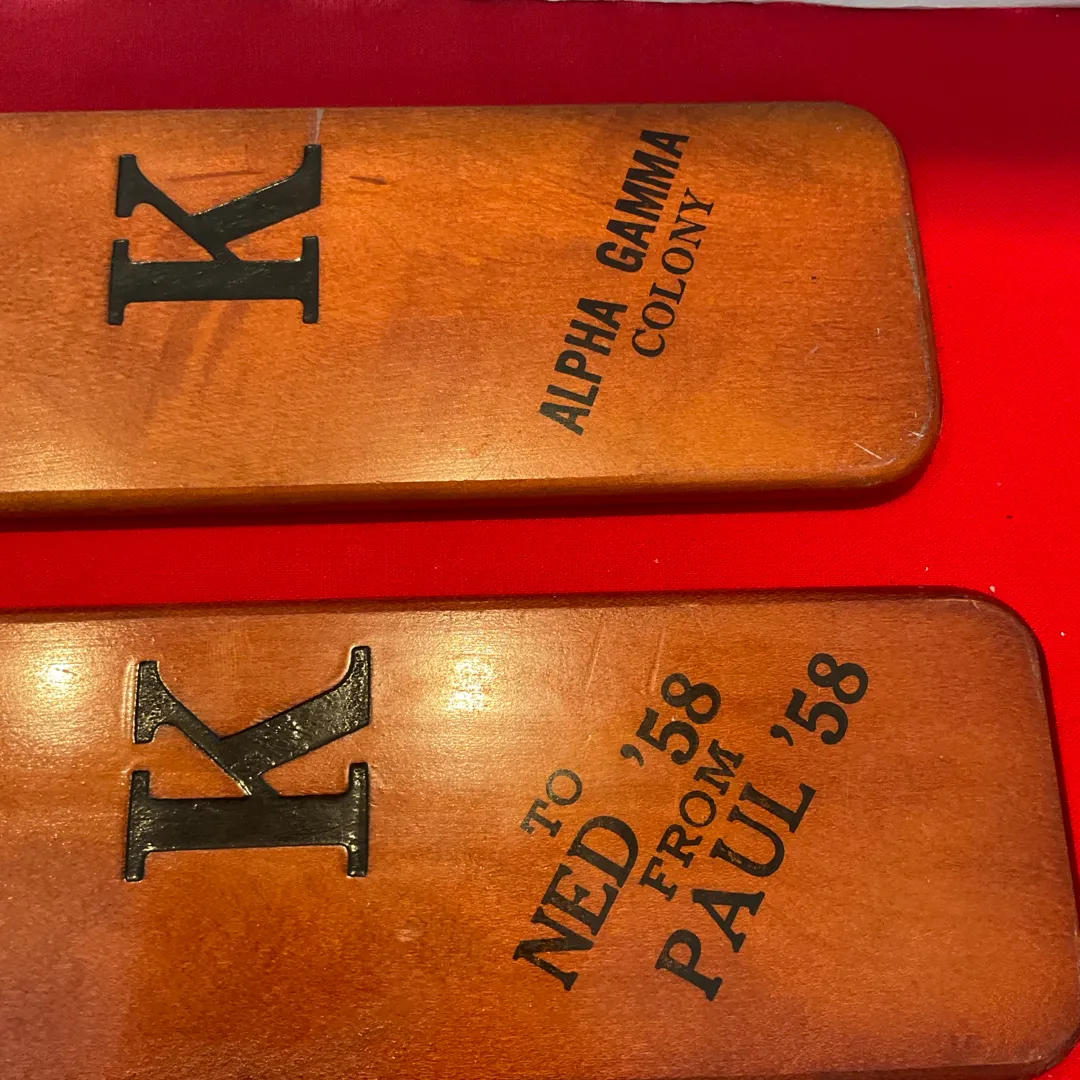 K
ALPHA GAMMA
COLONY
K
TO
NED '58
FROM
PAUL '58